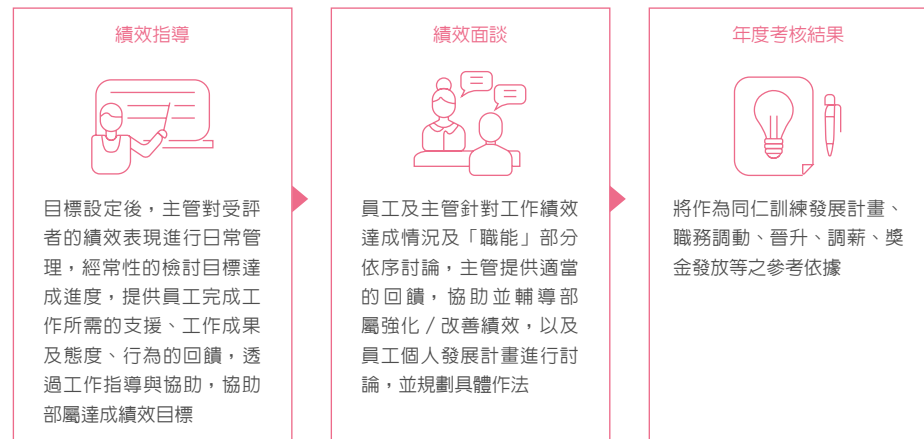 績效指導
目標設定後，主管對受評
者的績效表現進行日常管
理，經常性的檢討目標達
成進度，提供員工完成工
作所需的支援、工作成果
及態度、行為的回饋，透
過工作指導與協助，協助
部屬達成績效目標
績效面談
員工及主管針對工作績效
達成情況及「職能」部分
依序討論，主管提供適當
的回饋，協助並輔導部
屬強化／改善績效，以及
員工個人發展計畫進行討
論，並規劃具體作法
年度考核結果
將作為同仁訓練發展計畫、
職務調動、晉升、調薪、獎
金發放等之參考依據